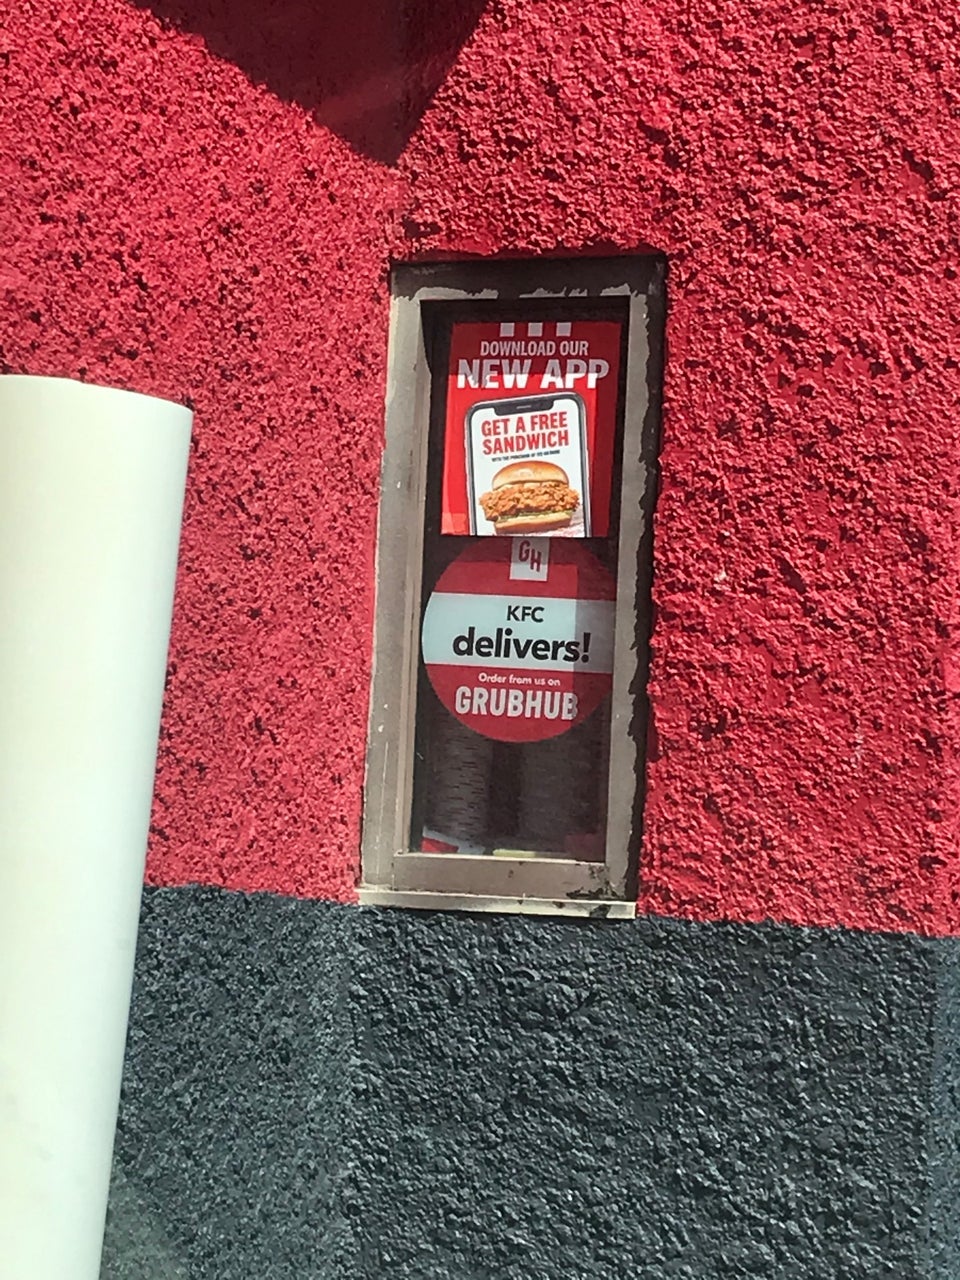 DOWNLOAD OUR
NEW APP
GET A FREE
SANDWICH
GH
KFC
delivers!
Order from us on
GRUBHUB